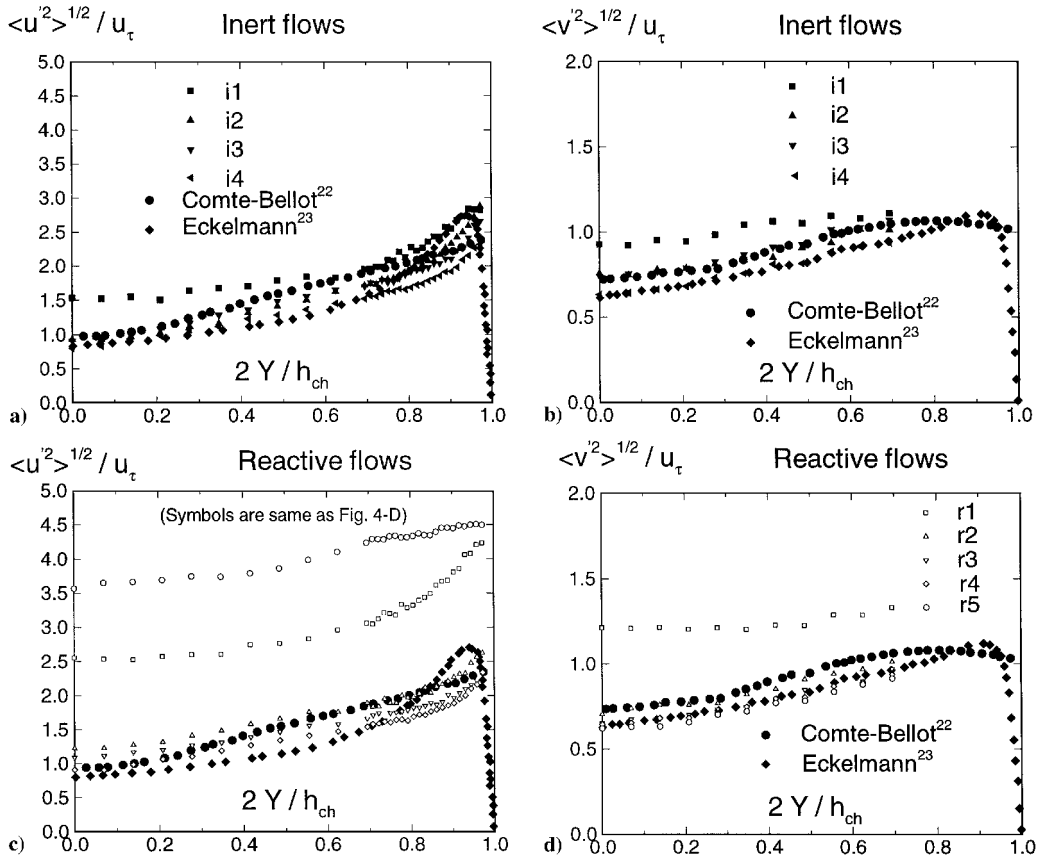 <u'²>^1/2 / u_τ Inert flows
5.0
4.5
4.0
3.5
3.0
2.5
2.0
1.5
1.0
0.5
0.0
i1
i2
i3
i4
Comte-Bellot²²
Eckelmann²³
2 Y / h_ch
a)
0.0 0.2 0.4 0.6 0.8 1.0
<v'²>^1/2 / u_τ Inert flows
2.0
1.5
1.0
0.5
0.0
i1
i2
i3
i4
Comte-Bellot²²
Eckelmann²³
2 Y / h_ch
b)
0.0 0.2 0.4 0.6 0.8 1.0
<u'²>^1/2 / u_τ Reactive flows
5.0
(Symbols are same as Fig. 4-D)
4.5
4.0
3.5
3.0
2.5
2.0
1.5
1.0
0.5
0.0
2 Y / h_ch
c)
0.0 0.2 0.4 0.6 0.8 1.0
<v'²>^1/2 / u_τ Reactive flows
2.0
1.5
1.0
0.5
0.0
r1
r2
r3
r4
r5
Comte-Bellot²²
Eckelmann²³
2 Y / h_ch
d)
0.0 0.2 0.4 0.6 0.8 1.0